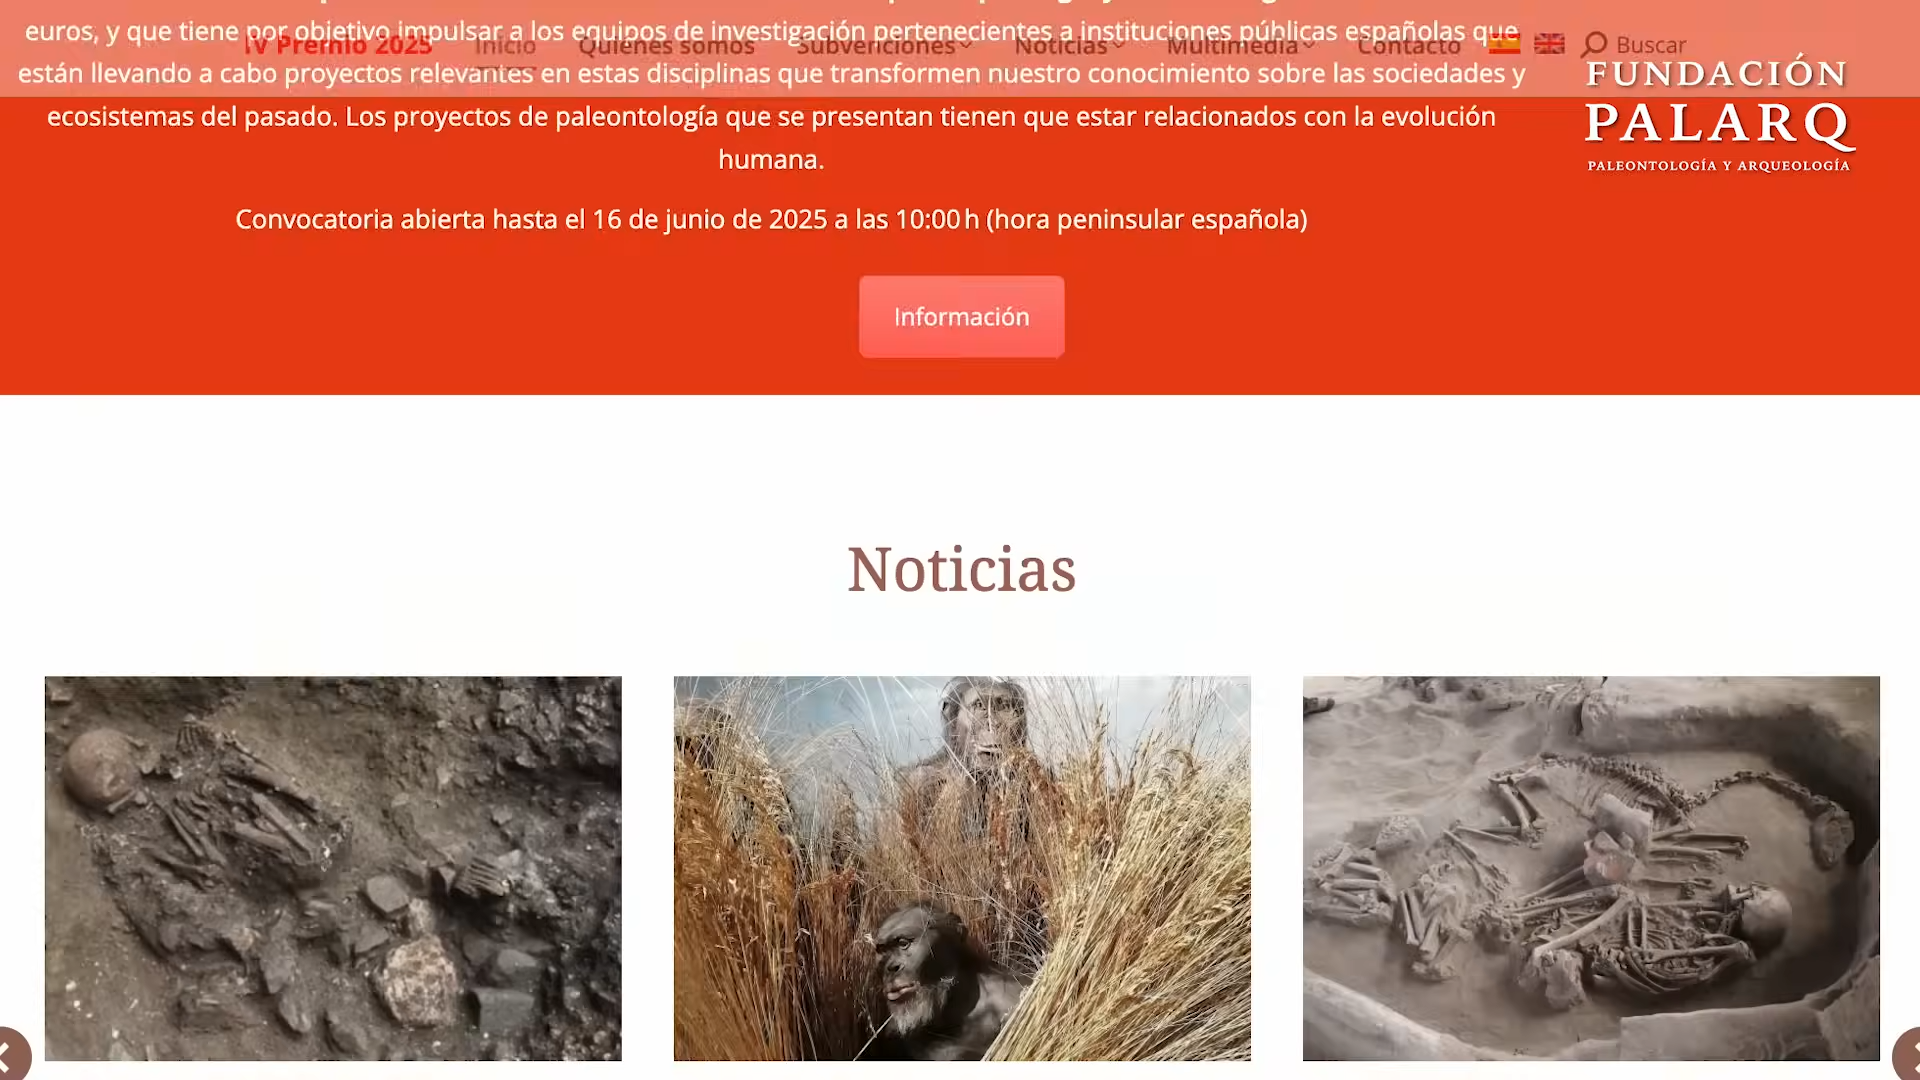 euros, y que tiene por objetivo impulsar a los equipos de investigación pertenecientes a instituciones públicas españolas que
IV Premio 2025 Inicio Quiénes somos Subvenciones Noticias Multimedia Contacto Buscar
están llevando a cabo proyectos relevantes en estas disciplinas que transformen nuestro conocimiento sobre las sociedades y
ecosistemas del pasado. Los proyectos de paleontología que se presentan tienen que estar relacionados con la evolución
humana.
FUNDACIÓN
PALARQ
PALEONTOLOGÍA Y ARQUEOLOGÍA
Convocatoria abierta hasta el 16 de junio de 2025 a las 10:00 h (hora peninsular española)
Información
Noticias